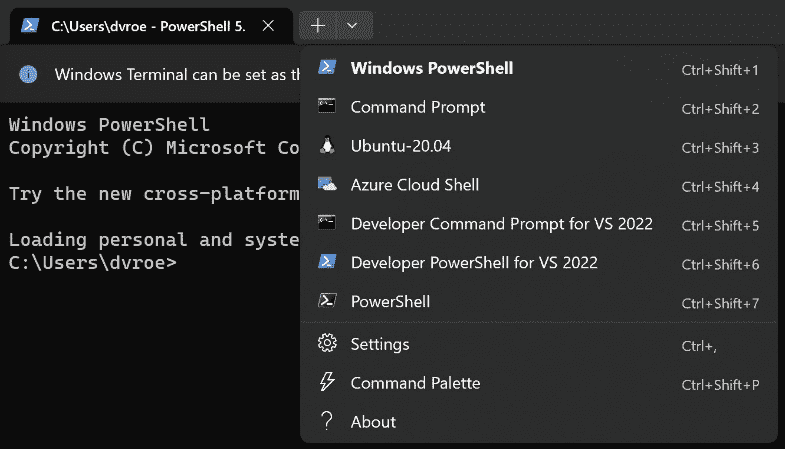 C:\Users\dvroe - PowerShell 5.
Windows Terminal can be set as th
Windows PowerShell
Copyright (C) Microsoft Co
Try the new cross-platform
Loading personal and syste
C:\Users\dvroe>
Windows PowerShell Ctrl+Shift+1
Command Prompt Ctrl+Shift+2
Ubuntu-20.04 Ctrl+Shift+3
Azure Cloud Shell Ctrl+Shift+4
Developer Command Prompt for VS 2022 Ctrl+Shift+5
Developer PowerShell for VS 2022 Ctrl+Shift+6
PowerShell Ctrl+Shift+7
Settings Ctrl+,
Command Palette Ctrl+Shift+P
About